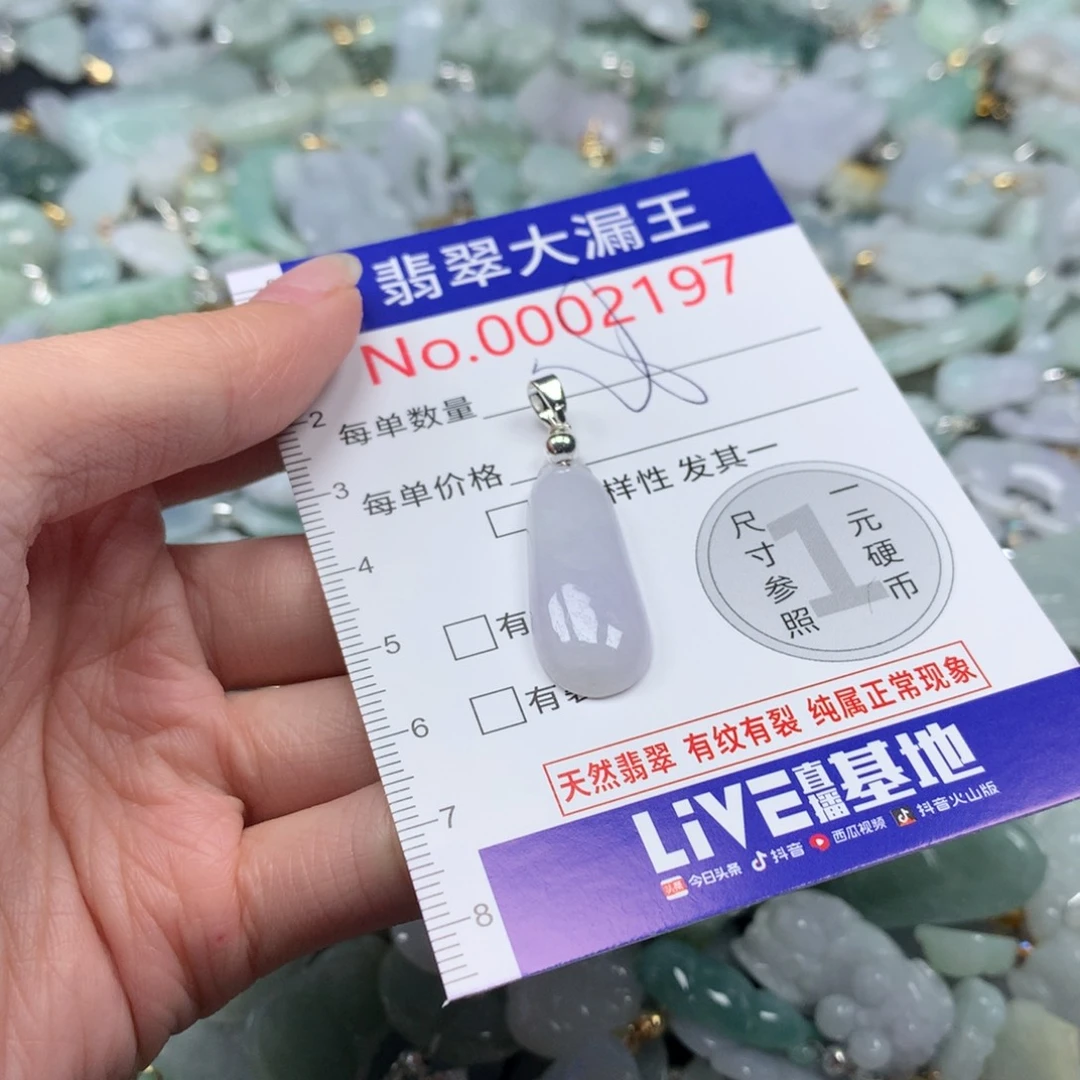 翡翠大漏王
No.0002197
每单数量
每单价格
样性 发其一
有
有裂
尺寸参照
1
一元硬币
天然翡翠 有纹有裂 纯属正常现象
LiVE直播基地
头条 今日头条 抖音 西瓜视频 抖音火山版
2
3
4
5
6
7
8